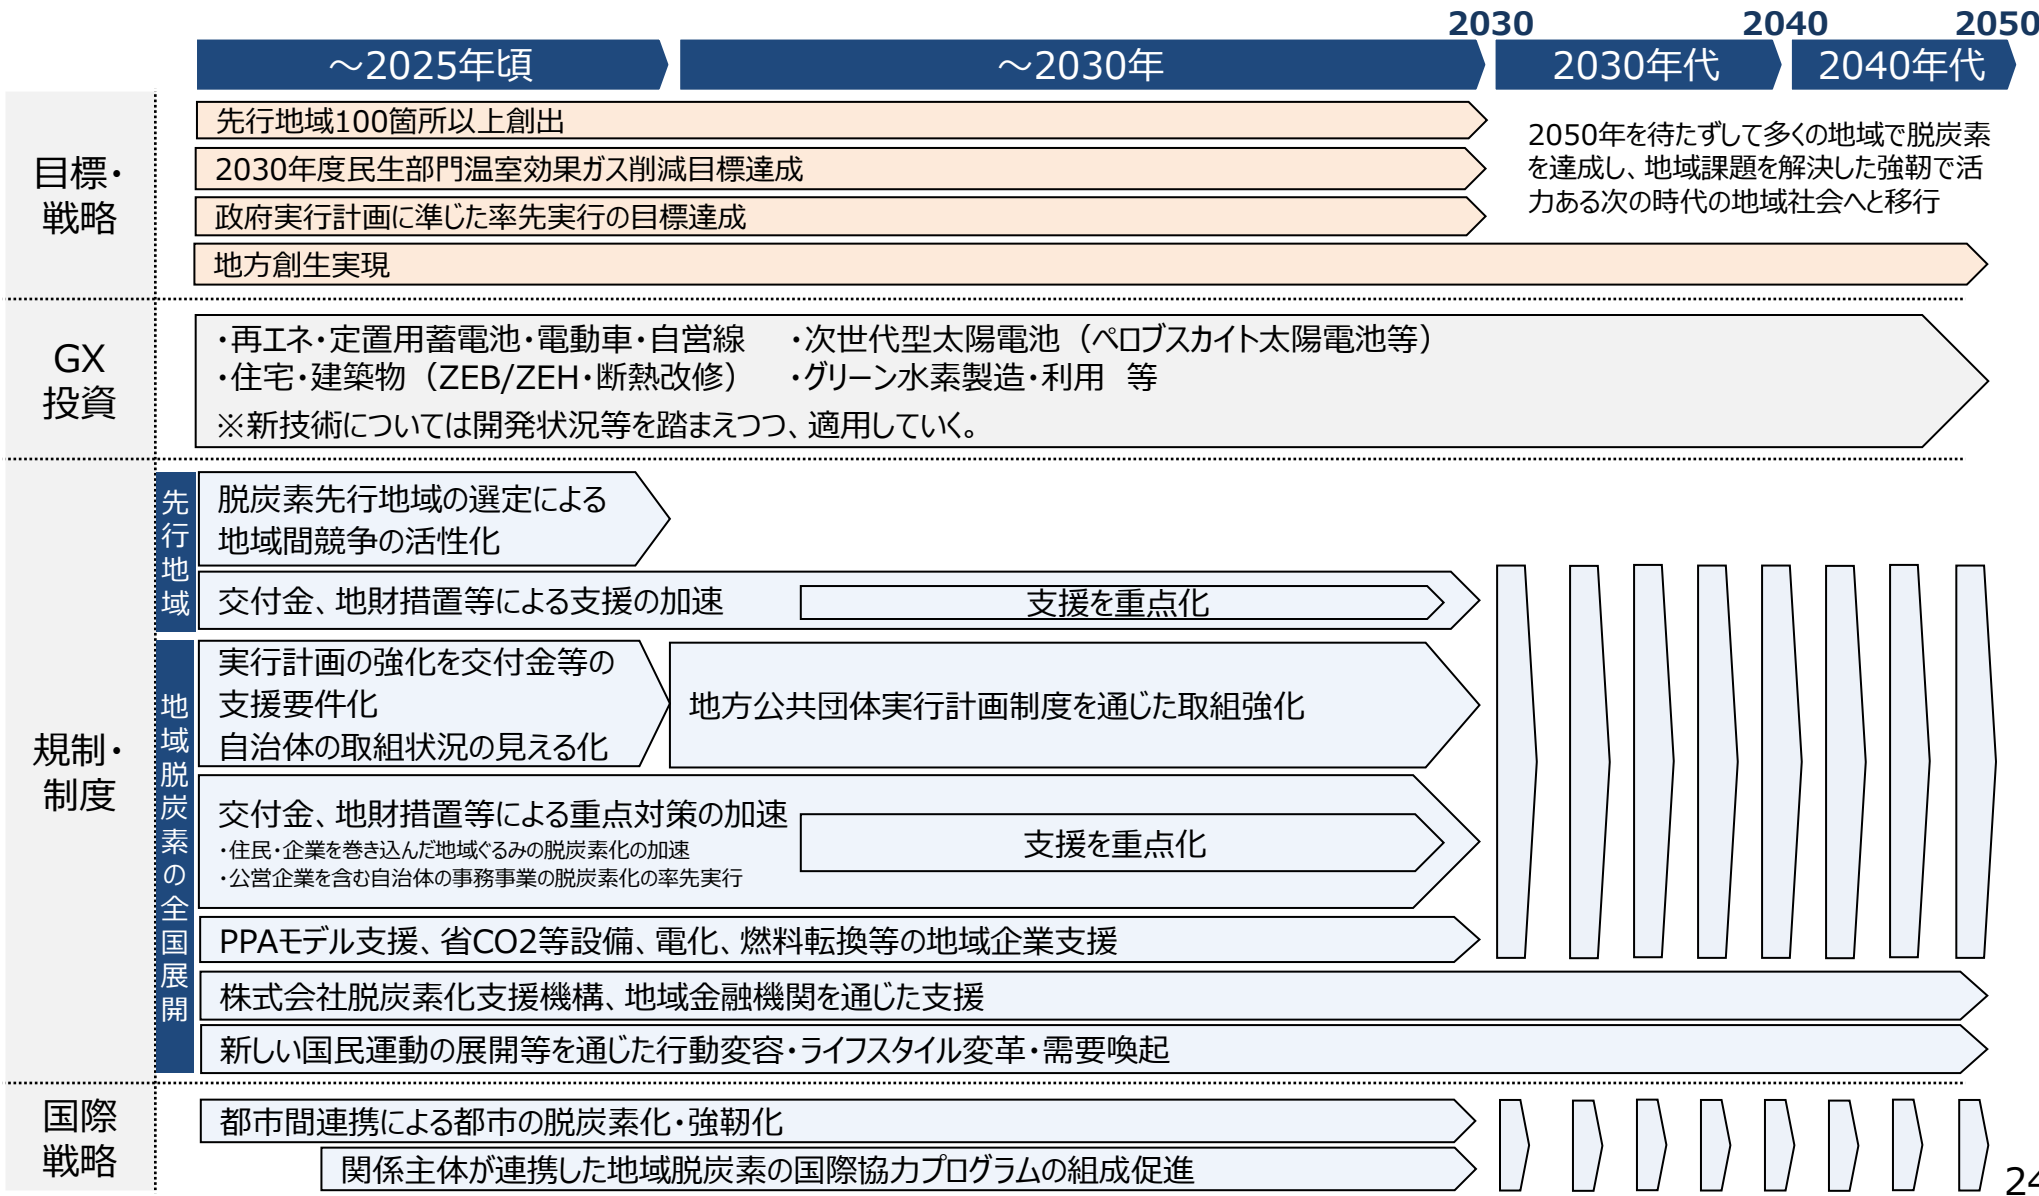 2030
2040
2050
～2025年頃
～2030年
2030年代
2040年代
目標・
戦略
先行地域100箇所以上創出
2030年度民生部門温室効果ガス削減目標達成
政府実行計画に準じた率先実行の目標達成
地方創生実現
2050年を待たずして多くの地域で脱炭素
を達成し、地域課題を解決した強靭で活
力ある次の時代の地域社会へと移行
GX
投資
・再エネ・定置用蓄電池・電動車・自営線 ・次世代型太陽電池（ペロブスカイト太陽電池等）
・住宅・建築物（ZEB/ZEH・断熱改修） ・グリーン水素製造・利用 等
※新技術については開発状況等を踏まえつつ、適用していく。
規制・
制度
先行地域
脱炭素先行地域の選定による
地域間競争の活性化
交付金、地財措置等による支援の加速
支援を重点化
地域脱炭素の全国展開
実行計画の強化を交付金等の
支援要件化
自治体の取組状況の見える化
地方公共団体実行計画制度を通じた取組強化
交付金、地財措置等による重点対策の加速
・住民・企業を巻き込んだ地域ぐるみの脱炭素化の加速
・公営企業を含む自治体の事務事業の脱炭素化の率先実行
支援を重点化
PPAモデル支援、省CO2等設備、電化、燃料転換等の地域企業支援
株式会社脱炭素化支援機構、地域金融機関を通じた支援
新しい国民運動の展開等を通じた行動変容・ライフスタイル変革・需要喚起
国際
戦略
都市間連携による都市の脱炭素化・強靭化
関係主体が連携した地域脱炭素の国際協力プログラムの組成促進
24